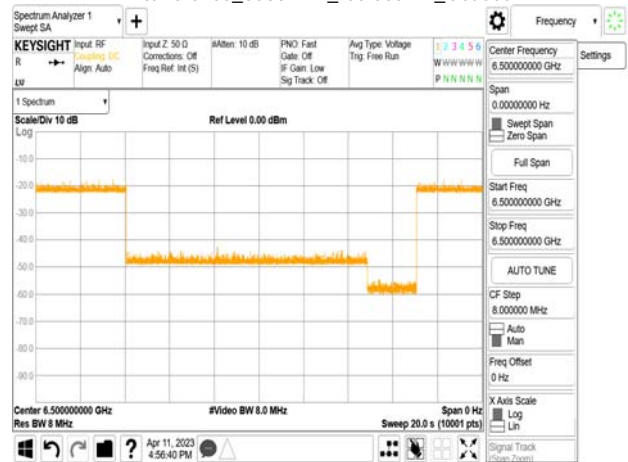 Spectrum Analyzer 1
Swept SA
Frequency
KEYSIGHT
R
Input: RF
Coupling: DC
Align: Auto
Input Z: 50 Ω
Corrections: Off
Freq Ref: Int (S)
#Atten: 10 dB
PNO: Fast
Gate: Off
IF Gain: Low
Sig Track: Off
Avg Type: Voltage
Trig: Free Run
1 2 3 4 5 6
W W W W W W
P N N N N N
1 Spectrum
Scale/Div 10 dB
Ref Level 0.00 dBm
Log
-10.0
-20.0
-30.0
-40.0
-50.0
-60.0
-70.0
-80.0
-90.0
Center 6.500000000 GHz
#Video BW 8.0 MHz
Span 0 Hz
Res BW 8 MHz
Sweep 20.0 s (10001 pts)
Apr 11, 2023
4:56:40 PM
Center Frequency
6.500000000 GHz
Settings
Span
0.00000000 Hz
Swept Span
Zero Span
Full Span
Start Freq
6.500000000 GHz
Stop Freq
6.500000000 GHz
AUTO TUNE
CF Step
8.000000 MHz
Auto
Man
Freq Offset
0 Hz
X Axis Scale
Log
Lin
Signal Track
(Span Zoom)